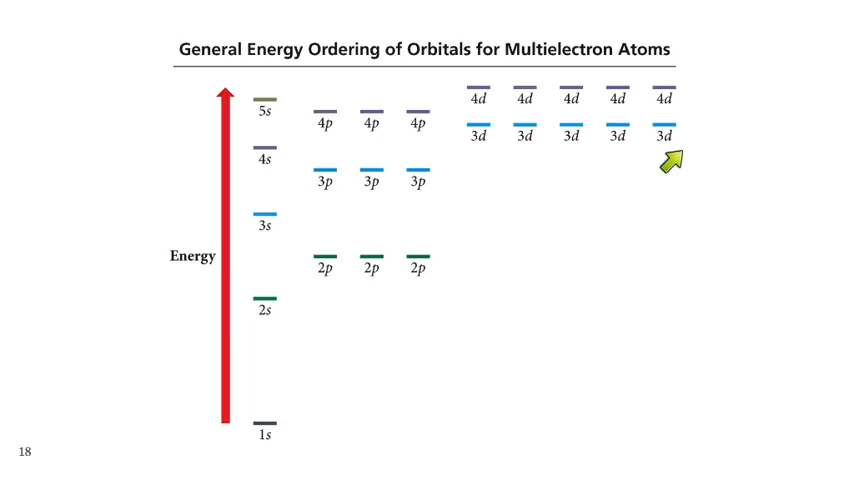 General Energy Ordering of Orbitals for Multielectron Atoms
4d 4d 4d 4d 4d
5s
4p 4p 4p
3d 3d 3d 3d 3d
4s
3p 3p 3p
3s
Energy
2p 2p 2p
2s
1s
18